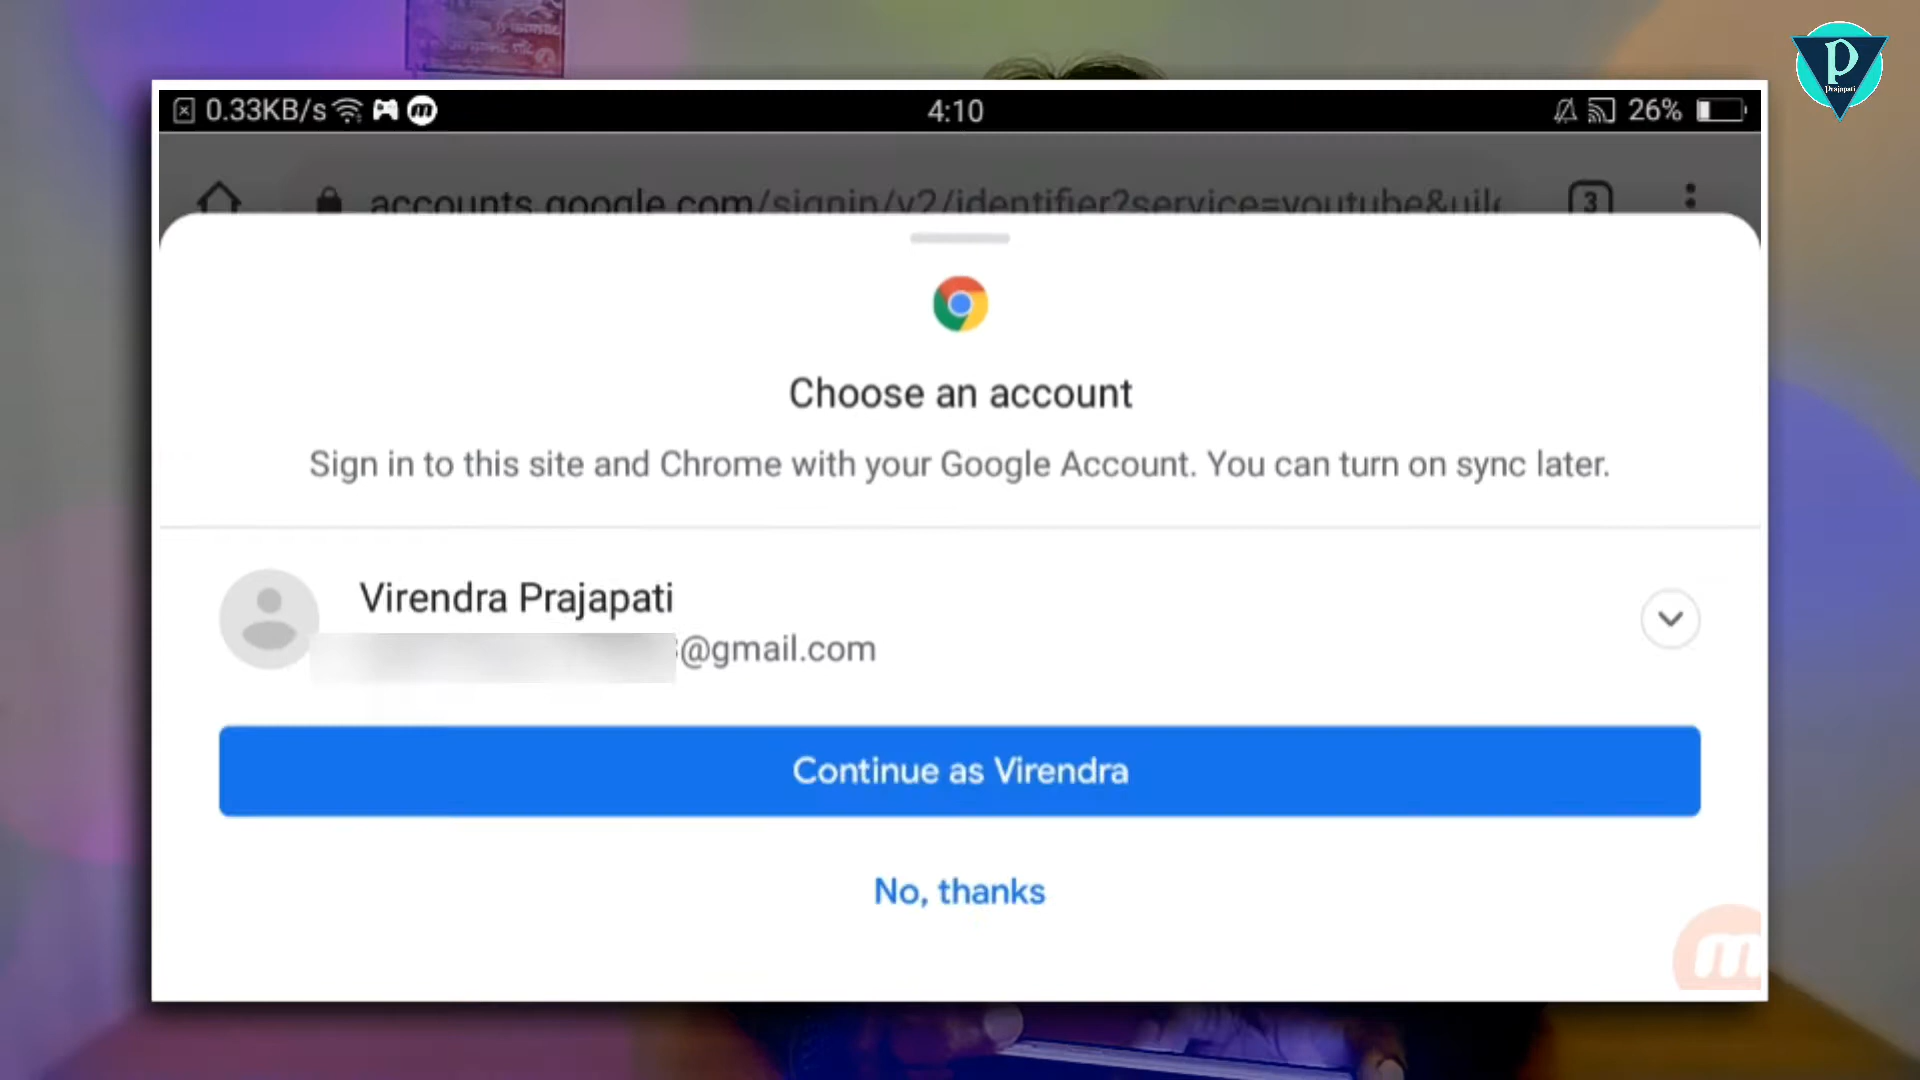 P
Prajapati
0.33KB/s
4:10
26%
accounts.google.com/signin/v2/identifier?service=youtube&uil
3
Choose an account
Sign in to this site and Chrome with your Google Account. You can turn on sync later.
Virendra Prajapati
@gmail.com
Continue as Virendra
No, thanks
m